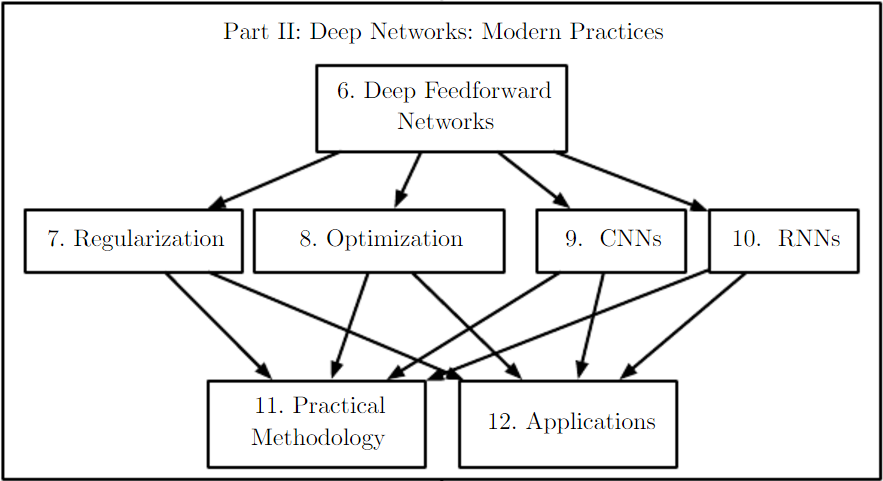 Part II: Deep Networks: Modern Practices
6. Deep Feedforward
Networks
7. Regularization
8. Optimization
9. CNNs
10. RNNs
11. Practical
Methodology
12. Applications